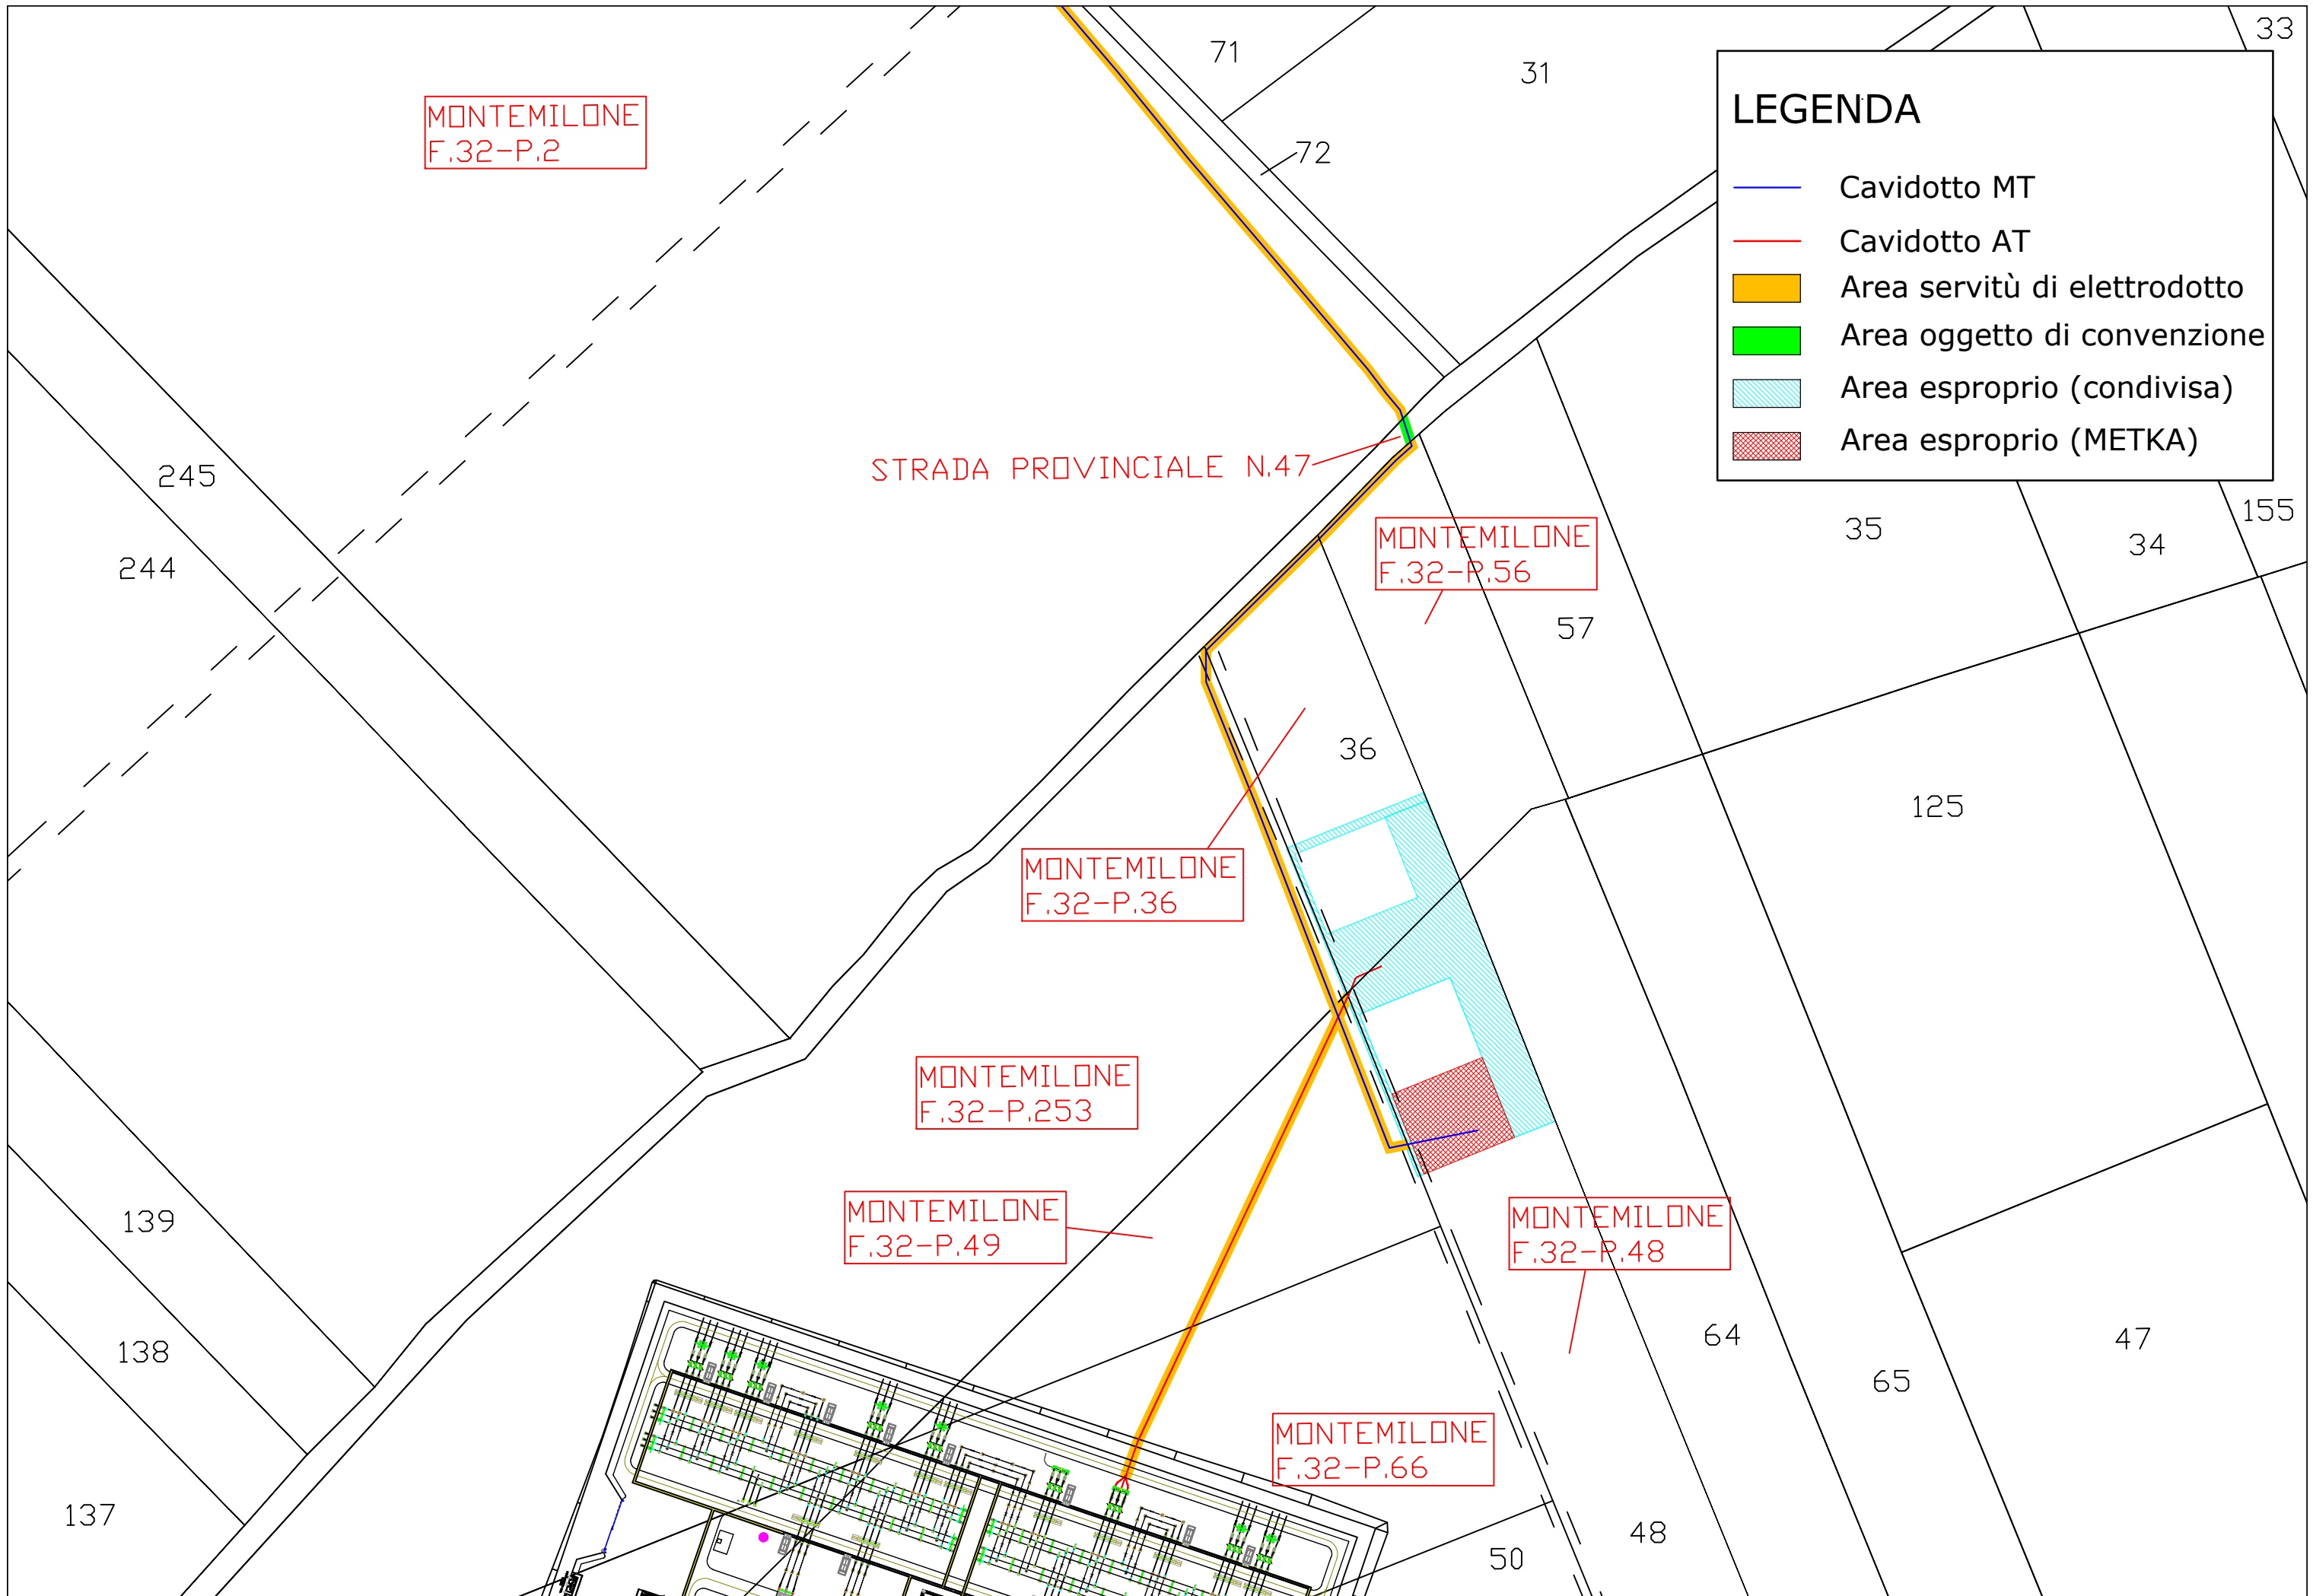 33
71
31
LEGENDA
MONTEMILONE
F.32-P.2
72
Cavidotto MT
Cavidotto AT
Area servitù di elettrodotto
Area oggetto di convenzione
Area esproprio (condivisa)
Area esproprio (METKA)
STRADA PROVINCIALE N.47
245
244
155
35
34
MONTEMILONE
F.32-P.56
57
36
125
MONTEMILONE
F.32-P.36
MONTEMILONE
F.32-P.253
MONTEMILONE
F.32-P.49
MONTEMILONE
F.32-P.48
139
138
64
47
65
MONTEMILONE
F.32-P.66
137
48
50